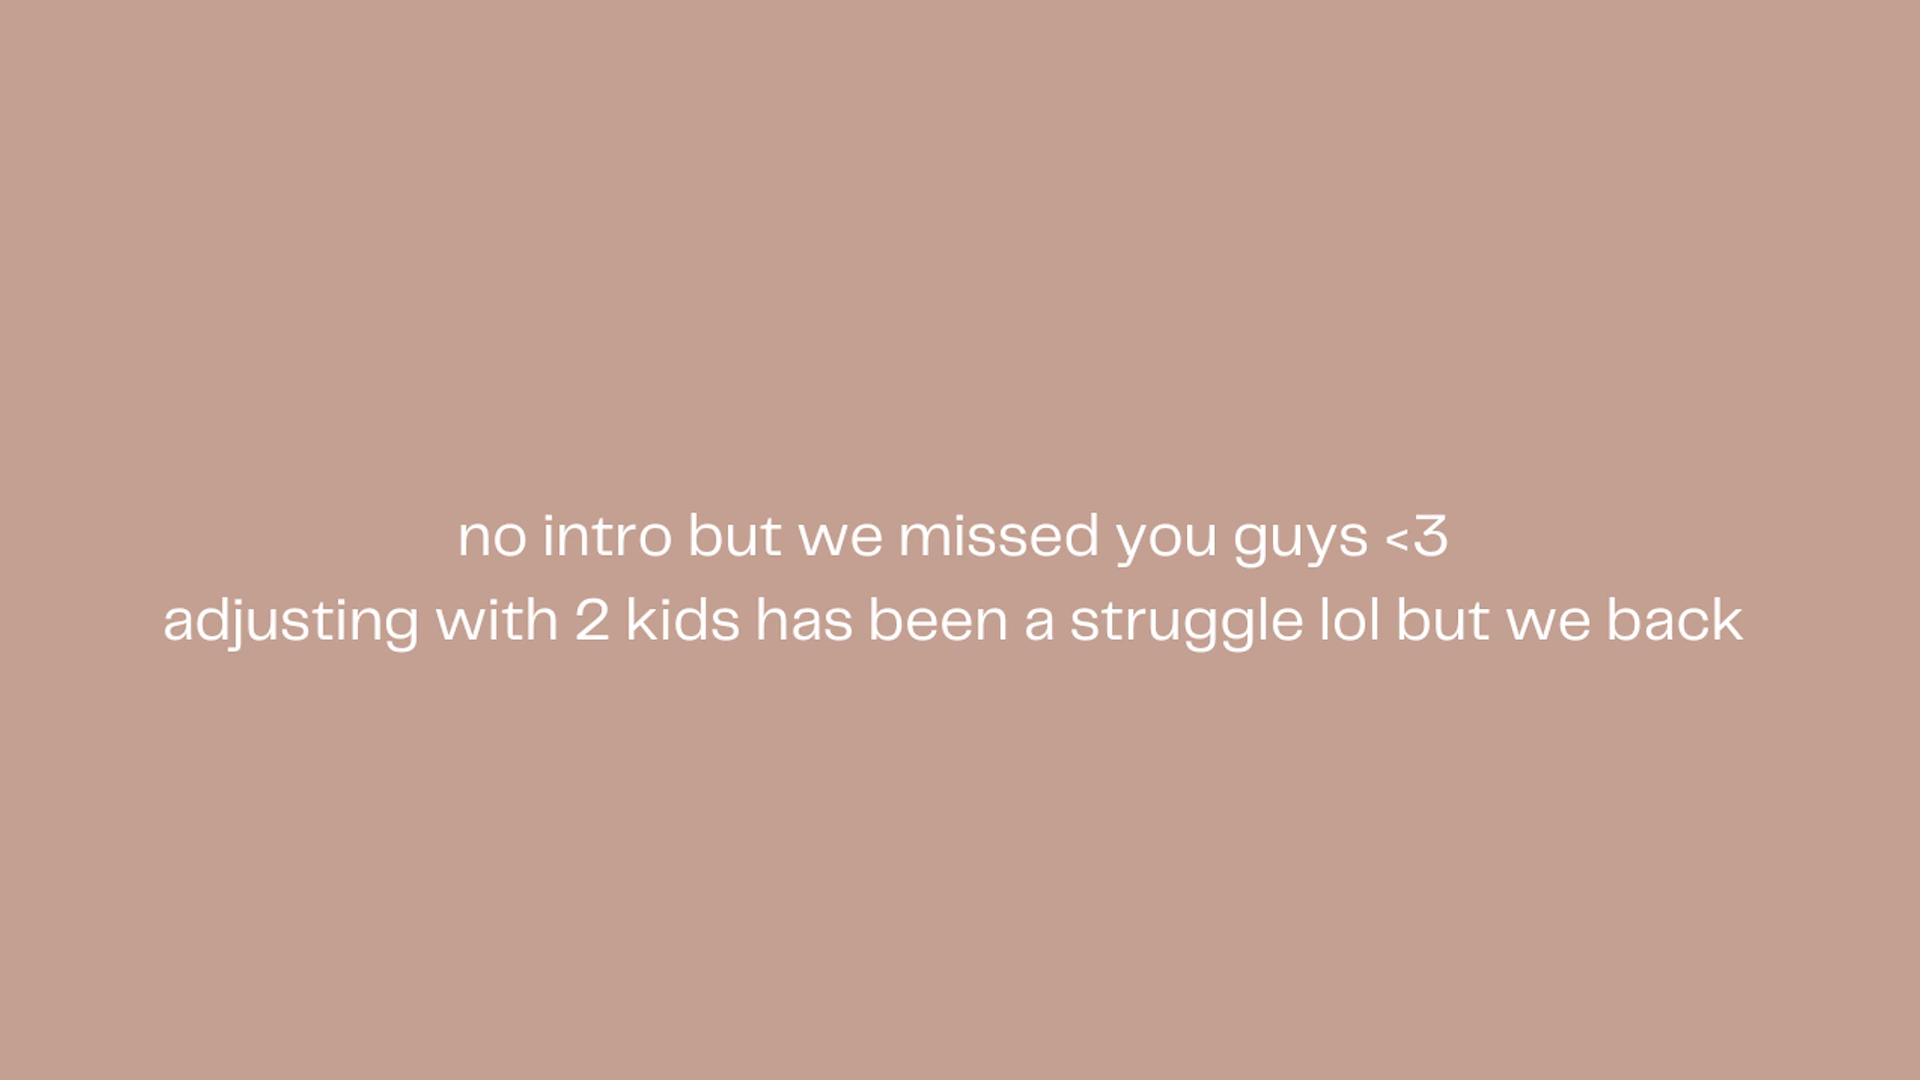 no intro but we missed you guys <3
adjusting with 2 kids has been a struggle lol but we back